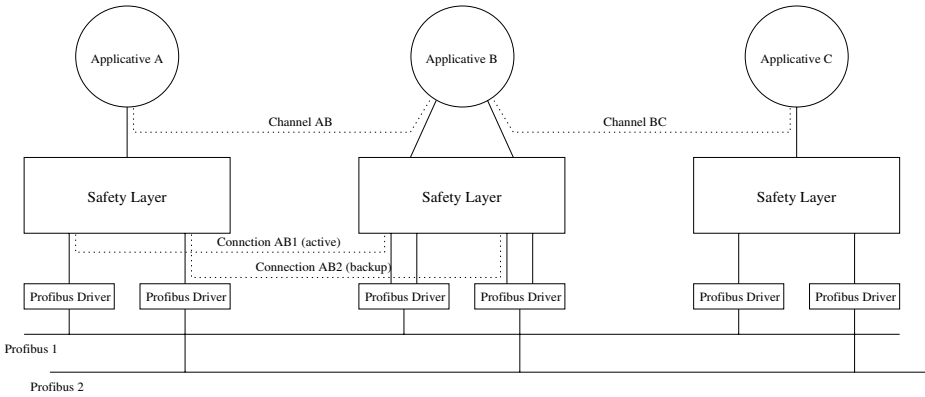 Applicative A
Applicative B
Applicative C
Channel AB
Channel BC
Safety Layer
Safety Layer
Safety Layer
Connction AB1 (active)
Connection AB2 (backup)
Profibus Driver
Profibus Driver
Profibus Driver
Profibus Driver
Profibus Driver
Profibus Driver
Profibus 1
Profibus 2